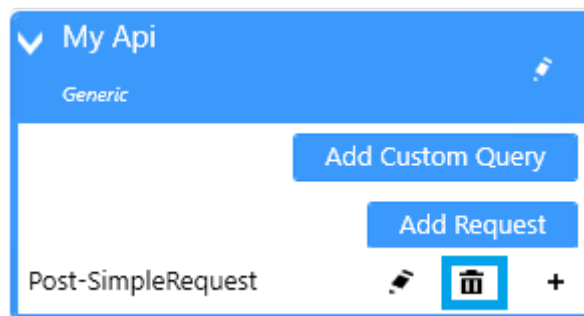 My Api
Generic
Add Custom Query
Add Request
Post-SimpleRequest